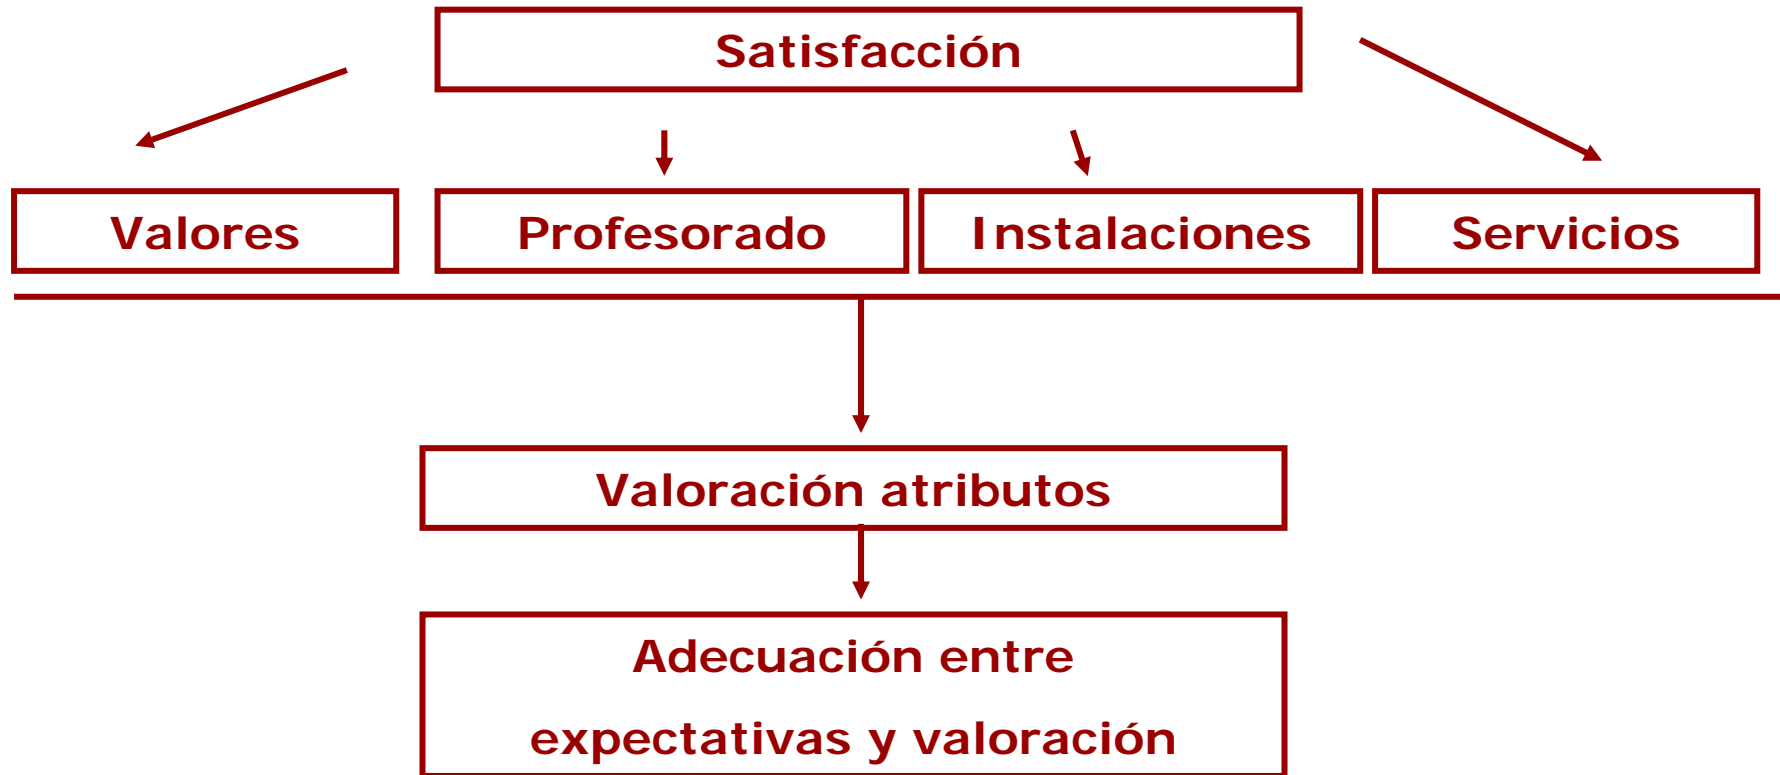 Satisfacción
Valores
Profesorado
Instalaciones
Servicios
Valoración atributos
Adecuación entre
expectativas y valoración